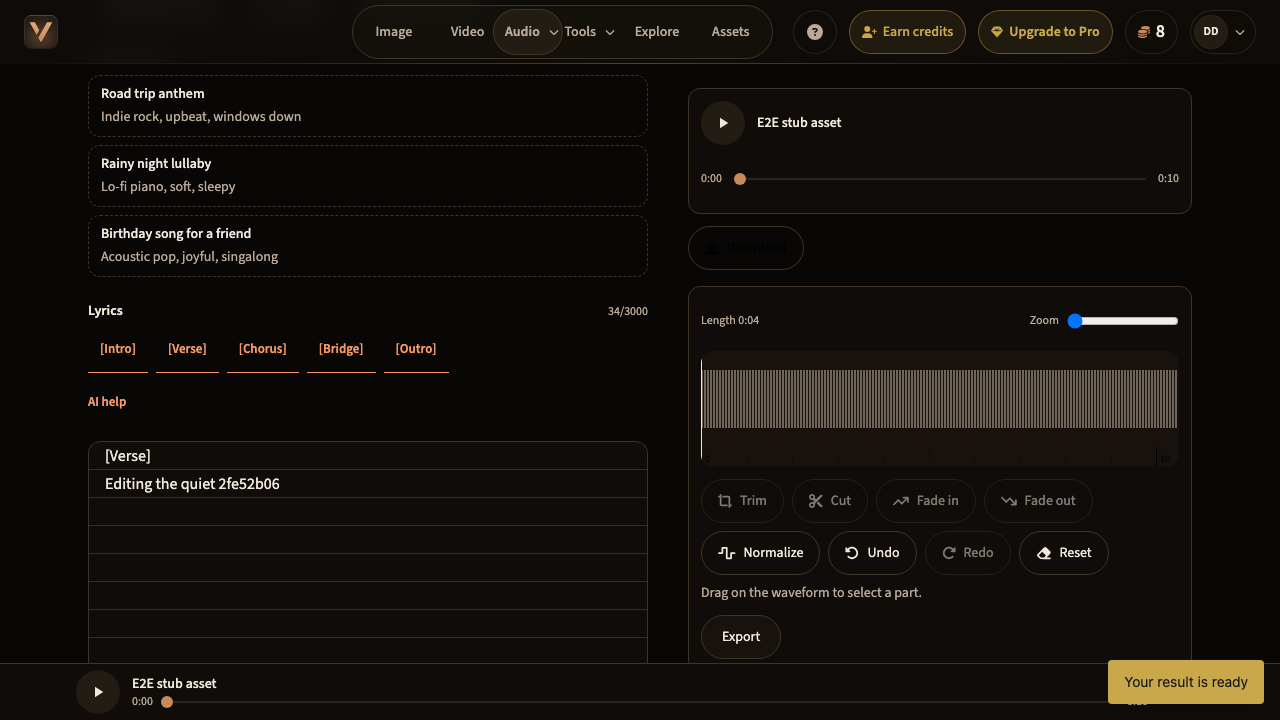 Image
Video
Audio
Tools
Explore
Assets
?
Earn credits
Upgrade to Pro
8
DD
Road trip anthem
Indie rock, upbeat, windows down
Rainy night lullaby
Lo-fi piano, soft, sleepy
Birthday song for a friend
Acoustic pop, joyful, singalong
Lyrics
34/3000
[Intro]
[Verse]
[Chorus]
[Bridge]
[Outro]
AI help
[Verse]
Editing the quiet 2fe52b06
E2E stub asset
0:00
0:10
Download
Length 0:04
Zoom
0
10
Trim
Cut
Fade in
Fade out
Normalize
Undo
Redo
Reset
Drag on the waveform to select a part.
Export
E2E stub asset
0:00
Your result is ready